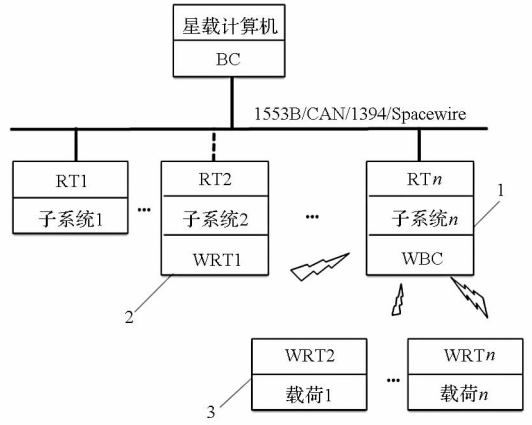 星载计算机
BC
1553B/CAN/1394/Spacewire
RT1
子系统1
...
RT2
子系统2
WRT1
...
RTn
子系统n
WBC
1
2
WRT2
载荷1
...
WRTn
载荷n
3